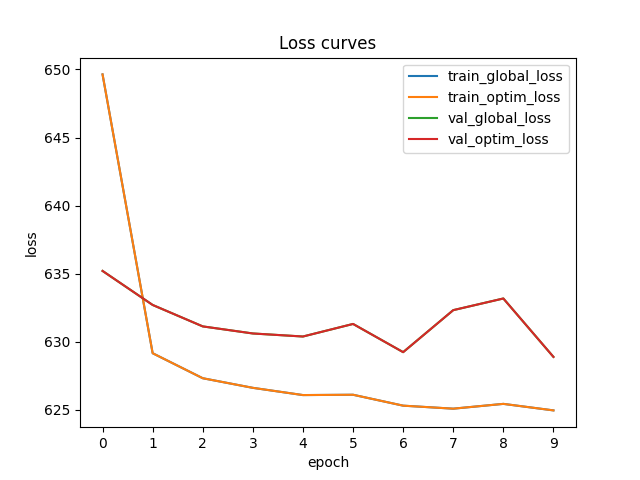 Loss curves
train_global_loss
train_optim_loss
val_global_loss
val_optim_loss
650
645
640
635
630
625
loss
0 1 2 3 4 5 6 7 8 9
epoch